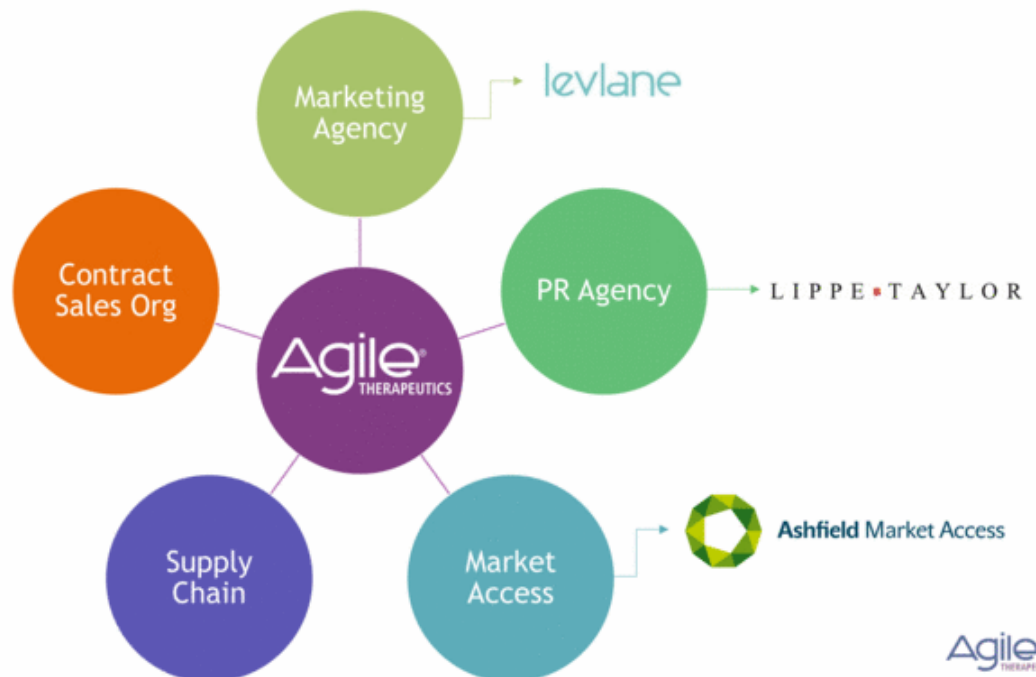 Marketing
Agency
levlane
Contract
Sales Org
PR Agency
LIPPE TAYLOR
Agile®
THERAPEUTICS
Supply
Chain
Market
Access
Ashfield Market Access
Agile
THERAPE